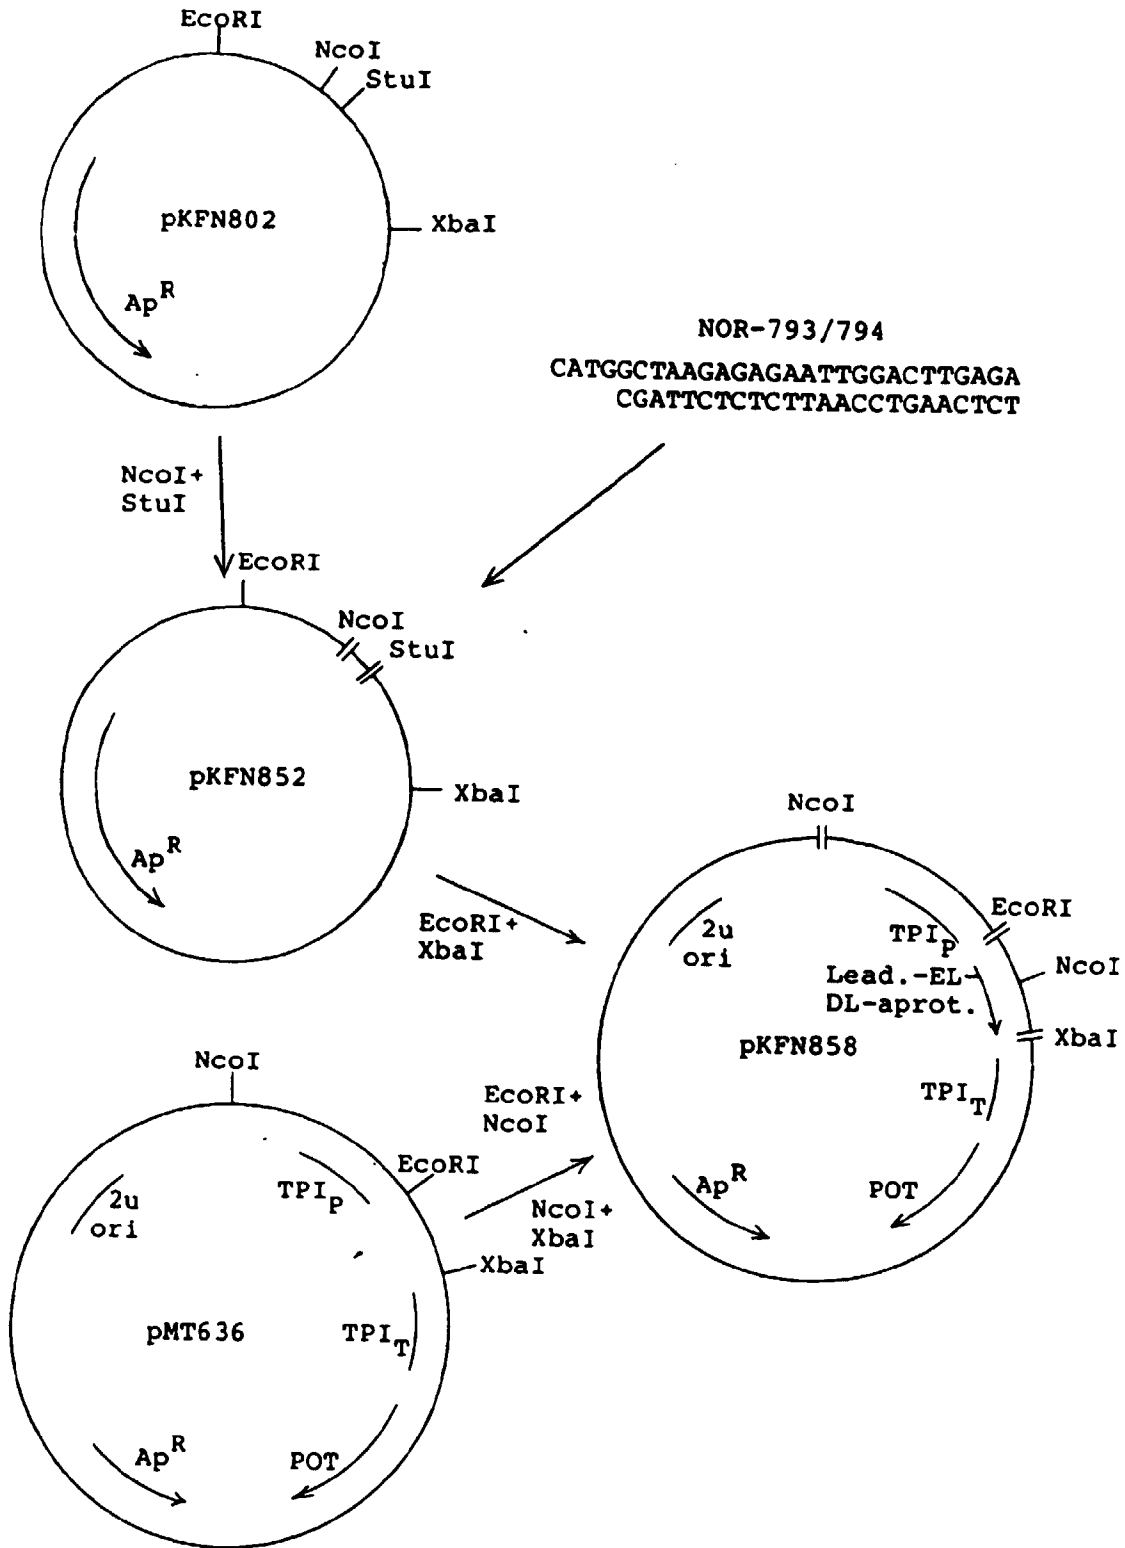 EcoRI
NcoI
StuI
pKFN802
XbaI
Ap^R
NOR-793/794
CATGGCTAAGAGAGAATTGGACTTGAGA
CGATTCTCTCTTAACCTGAACTCT
NcoI+
StuI
EcoRI
NcoI
StuI
pKFN852
XbaI
Ap^R
EcoRI+
XbaI
NcoI
2u
ori
TPI_P
EcoRI
NcoI
Lead.-EL-
DL-aprot.
XbaI
pKFN858
TPI_T
Ap^R
POT
NcoI
EcoRI+
NcoI
EcoRI
2u
ori
TPI_P
NcoI+
XbaI
XbaI
pMT636
TPI_T
Ap^R
POT